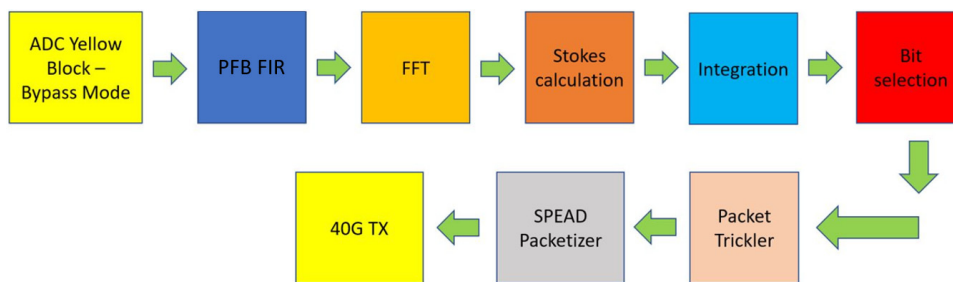 ADC Yellow
Block –
Bypass Mode
PFB FIR
FFT
Stokes
calculation
Integration
Bit
selection
40G TX
SPEAD
Packetizer
Packet
Trickler